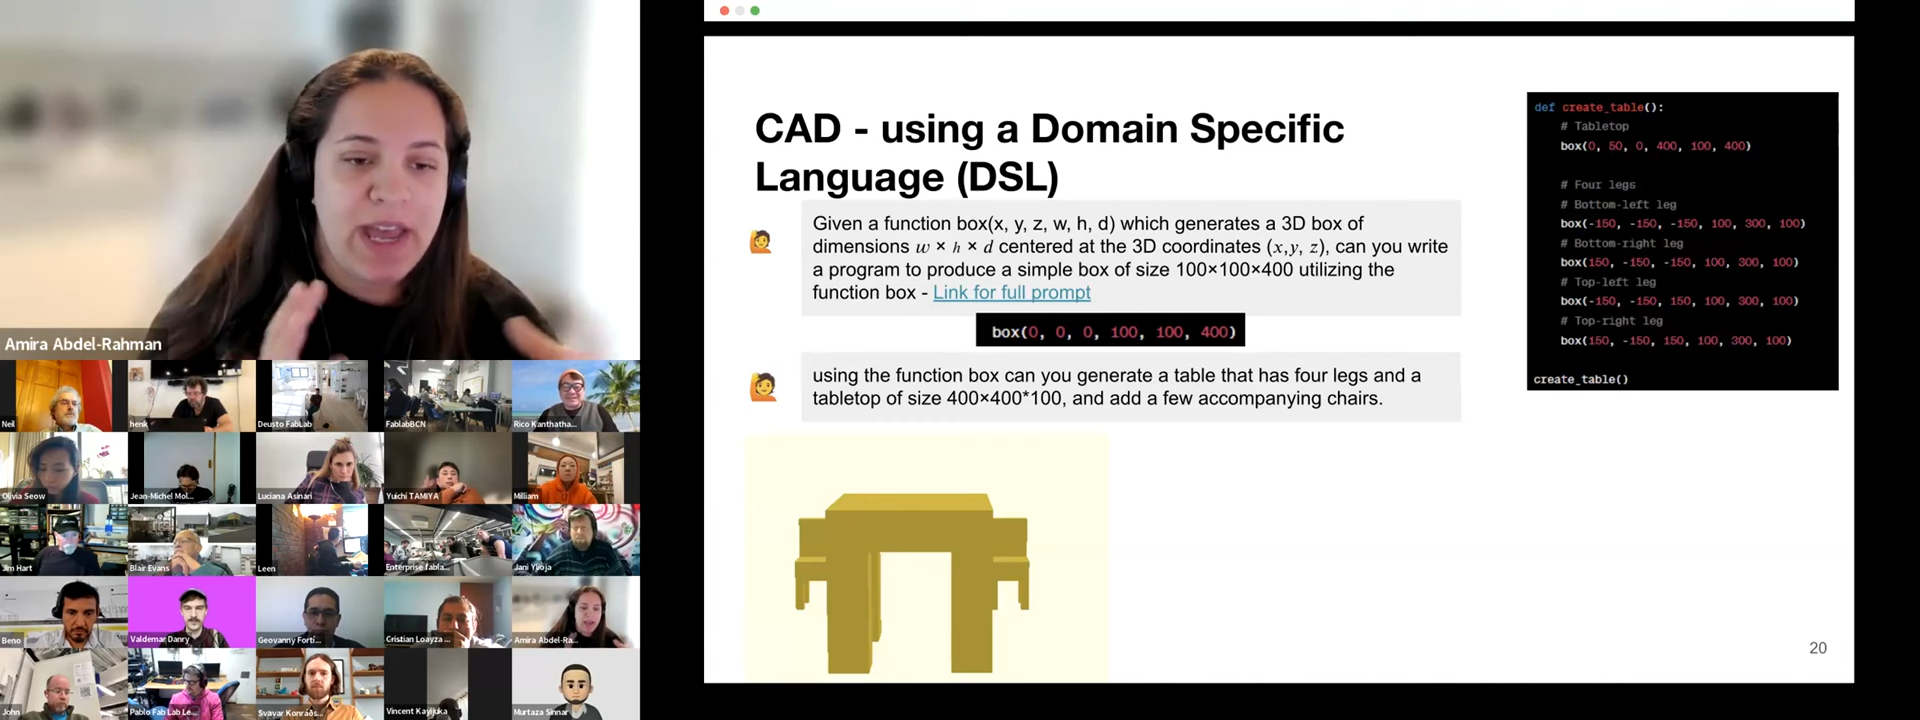 Amira Abdel-Rahman
Neil
henk
Deusto FabLab
FablabBCN
Rico Kanthatha...
Olivia Seow
Jean-Michel Mol...
Luciana Asinari
Yuichi TAMIYA
Milliam
Jim Hart
Blair Evans
Leen
Enterprise fabla...
Jani Ylioja
Beno
Valdemar Danry
Geovanny Forti...
Cristian Loayza ...
Amira Abdel-Ra...
John
Pablo Fab Lab Le...
Svavar Konráðs...
Vincent Kayijuka
Murtaza Sinnar
CAD - using a Domain Specific
Language (DSL)
Given a function box(x, y, z, w, h, d) which generates a 3D box of
dimensions w × h × d centered at the 3D coordinates (x,y, z), can you write
a program to produce a simple box of size 100×100×400 utilizing the
function box - Link for full prompt
box(0, 0, 0, 100, 100, 400)
using the function box can you generate a table that has four legs and a
tabletop of size 400×400*100, and add a few accompanying chairs.
def create_table():
# Tabletop
box(0, 50, 0, 400, 100, 400)
# Four legs
# Bottom-left leg
box(-150, -150, -150, 100, 300, 100)
# Bottom-right leg
box(150, -150, -150, 100, 300, 100)
# Top-left leg
box(-150, -150, 150, 100, 300, 100)
# Top-right leg
box(150, -150, 150, 100, 300, 100)
create_table()
20